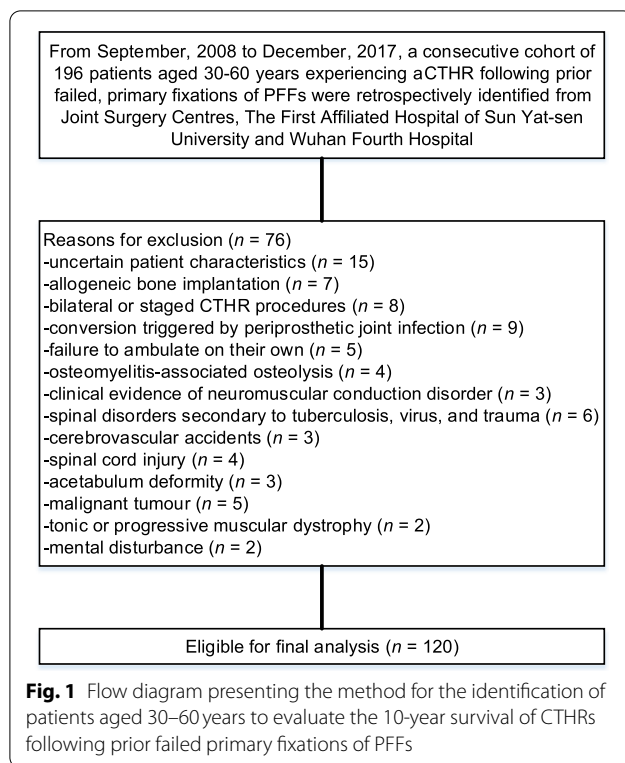 From September, 2008 to December, 2017, a consecutive cohort of
196 patients aged 30-60 years experiencing aCTHR following prior
failed, primary fixations of PFFs were retrospectively identified from
Joint Surgery Centres, The First Affiliated Hospital of Sun Yat-sen
University and Wuhan Fourth Hospital
Reasons for exclusion (n = 76)
-uncertain patient characteristics (n = 15)
-allogeneic bone implantation (n = 7)
-bilateral or staged CTHR procedures (n = 8)
-conversion triggered by periprosthetic joint infection (n = 9)
-failure to ambulate on their own (n = 5)
-osteomyelitis-associated osteolysis (n = 4)
-clinical evidence of neuromuscular conduction disorder (n = 3)
-spinal disorders secondary to tuberculosis, virus, and trauma (n = 6)
-cerebrovascular accidents (n = 3)
-spinal cord injury (n = 4)
-acetabulum deformity (n = 3)
-malignant tumour (n = 5)
-tonic or progressive muscular dystrophy (n = 2)
-mental disturbance (n = 2)
Eligible for final analysis (n = 120)
Fig. 1 Flow diagram presenting the method for the identification of
patients aged 30–60 years to evaluate the 10-year survival of CTHRs
following prior failed primary fixations of PFFs